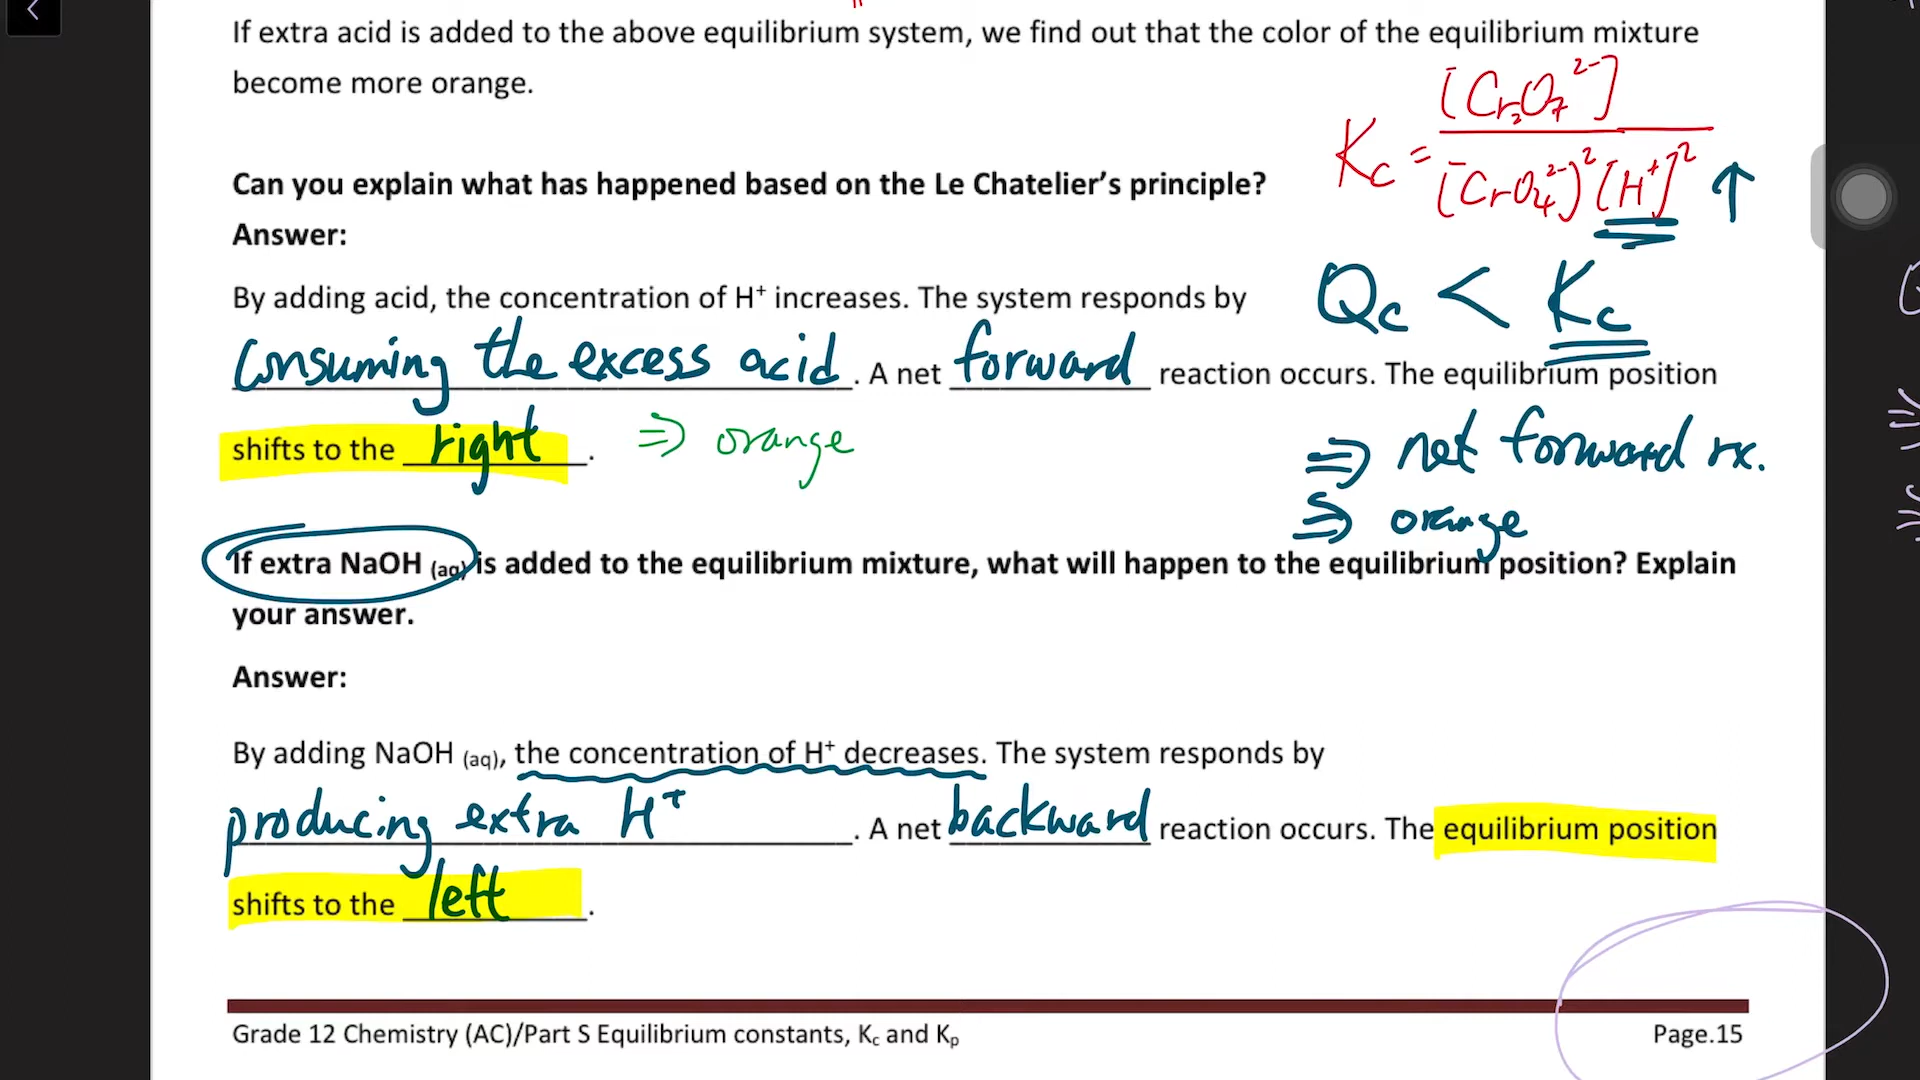 If extra acid is added to the above equilibrium system, we find out that the color of the equilibrium mixture
become more orange.
Kc = [Cr₂O₇²⁻] / [CrO₄²⁻]² [H⁺]² ↑
Can you explain what has happened based on the Le Chatelier’s principle?
Answer:
By adding acid, the concentration of H⁺ increases. The system responds by
Qc < Kc
consuming the excess acid. A net forward reaction occurs. The equilibrium position
shifts to the right. ⇒ orange
⇒ net forward rx.
⇒ orange
If extra NaOH (aq) is added to the equilibrium mixture, what will happen to the equilibrium position? Explain
your answer.
Answer:
By adding NaOH (aq), the concentration of H⁺ decreases. The system responds by
producing extra H⁺. A net backward reaction occurs. The equilibrium position
shifts to the left.
Grade 12 Chemistry (AC)/Part S Equilibrium constants, Kc and Kp
Page.15